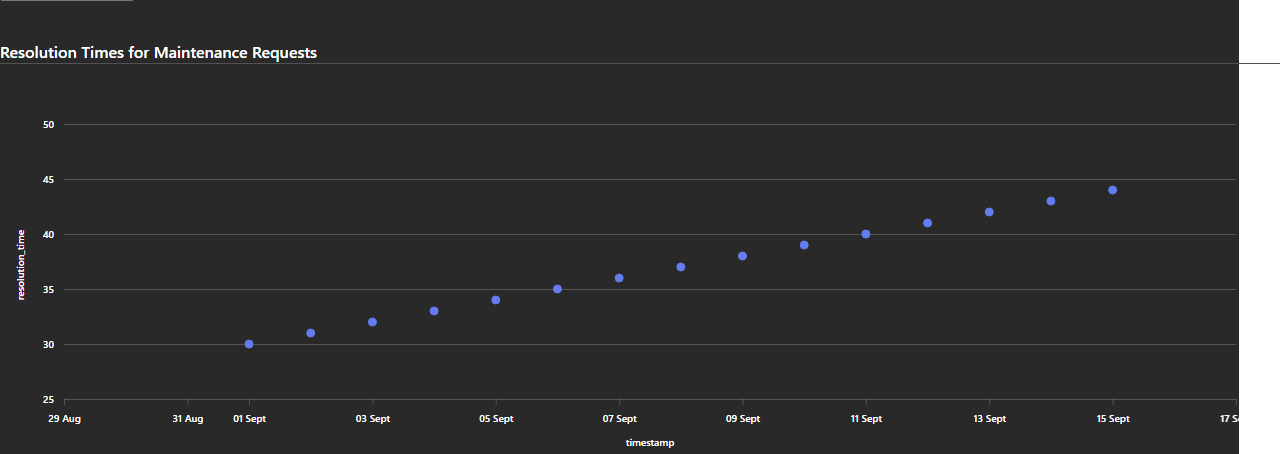 Resolution Times for Maintenance Requests
50
45
40
35
30
25
resolution_time
29 Aug 31 Aug 01 Sept 03 Sept 05 Sept 07 Sept 09 Sept 11 Sept 13 Sept 15 Sept 17 S
timestamp